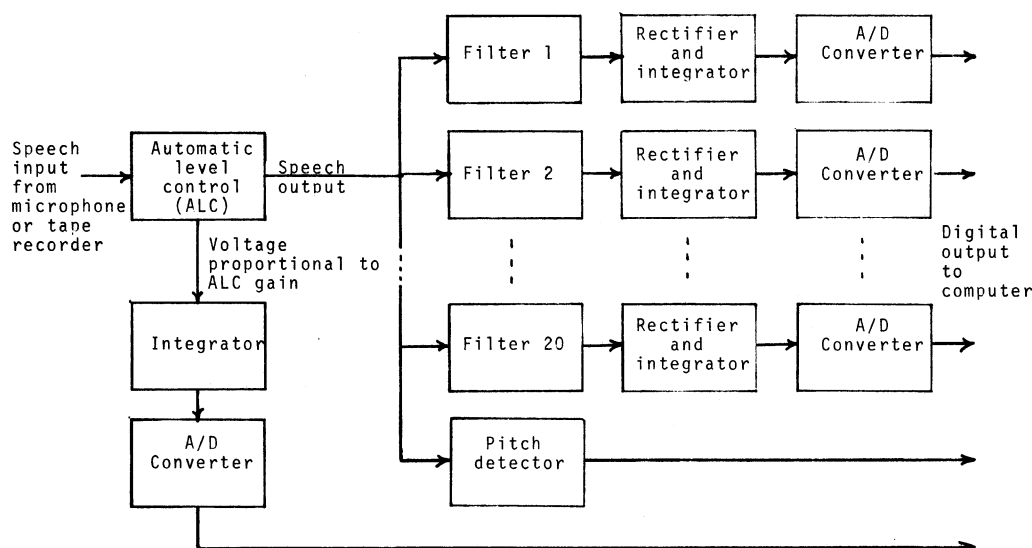 Speech
input
from
microphone
or tape
recorder
Automatic
level
control
(ALC)
Speech
output
Voltage
proportional to
ALC gain
Integrator
A/D
Converter
Filter 1
Rectifier
and
integrator
A/D
Converter
Filter 2
Rectifier
and
integrator
A/D
Converter
Filter 20
Rectifier
and
integrator
A/D
Converter
Pitch
detector
Digital
output
to
computer